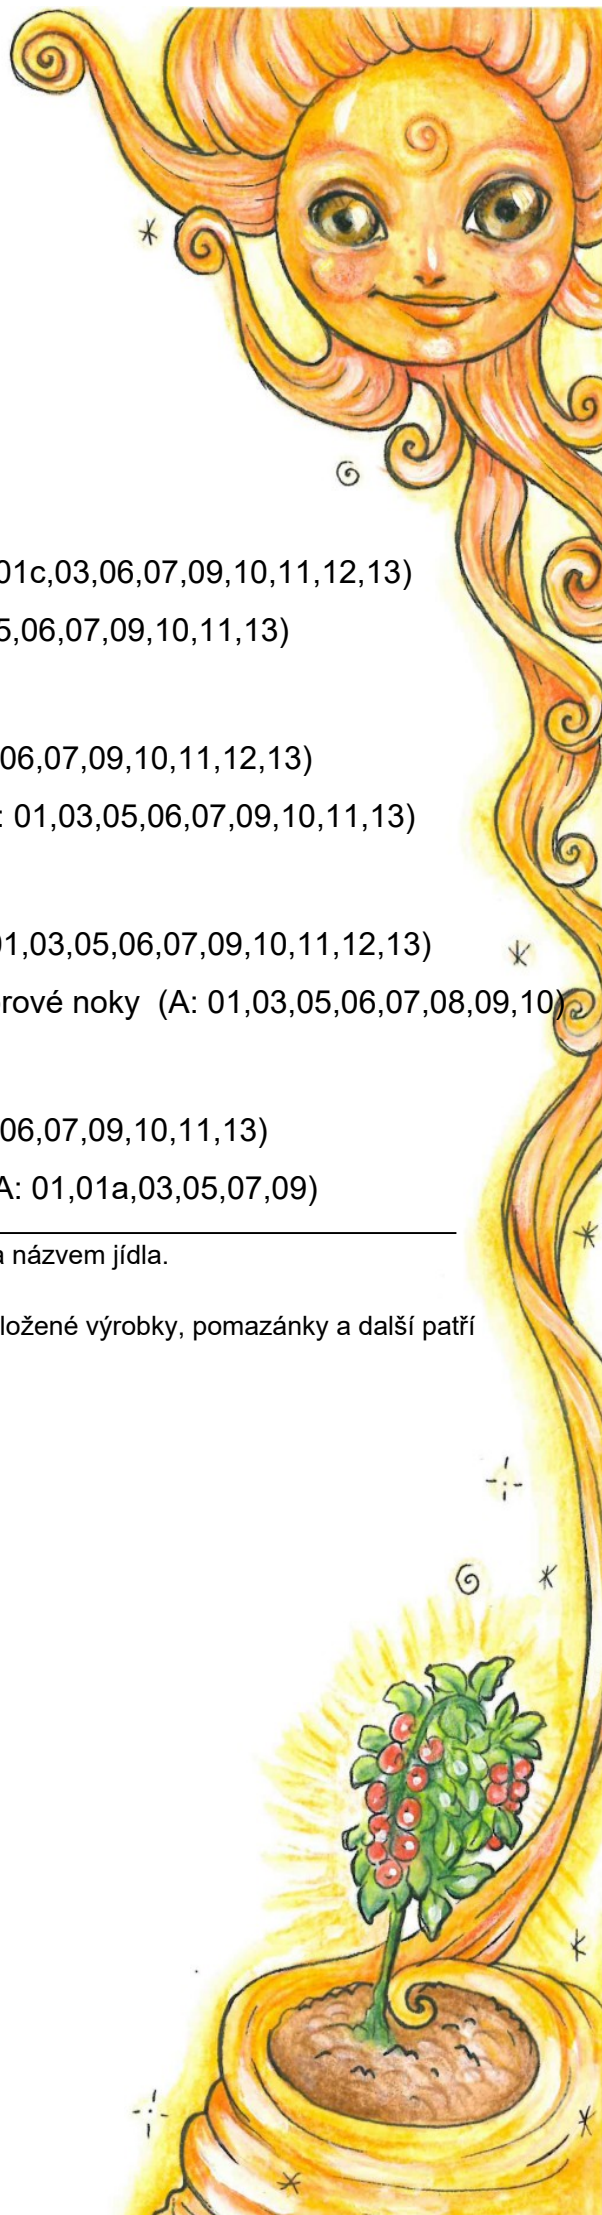 01c,03,06,07,09,10,11,12,13)
,06,07,09,10,11,13)
06,07,09,10,11,12,13)
: 01,03,05,06,07,09,10,11,13)
01,03,05,06,07,09,10,11,12,13)
rové noky (A: 01,03,05,06,07,08,09,10)
06,07,09,10,11,13)
A: 01,01a,03,05,07,09)
a názvem jídla.
ložené výrobky, pomazánky a další patří